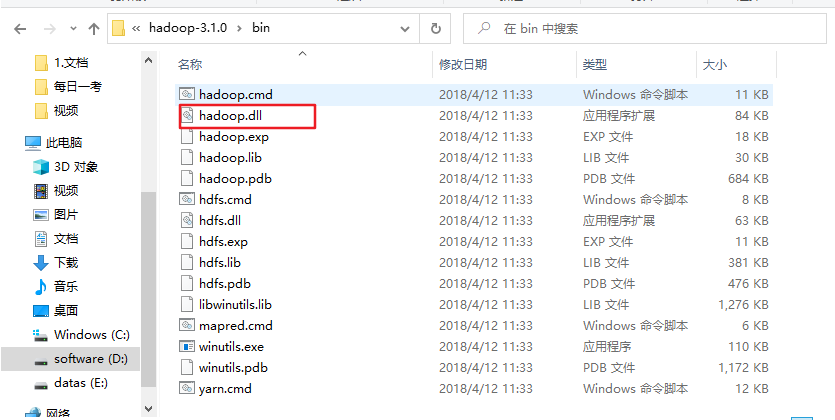 « hadoop-3.1.0 › bin
在 bin 中搜索
1.文档
每日一考
视频
此电脑
3D 对象
视频
图片
文档
下载
音乐
桌面
Windows (C:)
software (D:)
datas (E:)
网络
名称 修改日期 类型 大小
hadoop.cmd 2018/4/12 11:33 Windows 命令脚本 11 KB
hadoop.dll 2018/4/12 11:33 应用程序扩展 84 KB
hadoop.exp 2018/4/12 11:33 EXP 文件 18 KB
hadoop.lib 2018/4/12 11:33 LIB 文件 30 KB
hadoop.pdb 2018/4/12 11:33 PDB 文件 684 KB
hdfs.cmd 2018/4/12 11:33 Windows 命令脚本 8 KB
hdfs.dll 2018/4/12 11:33 应用程序扩展 63 KB
hdfs.exp 2018/4/12 11:33 EXP 文件 11 KB
hdfs.lib 2018/4/12 11:33 LIB 文件 381 KB
hdfs.pdb 2018/4/12 11:33 PDB 文件 476 KB
libwinutils.lib 2018/4/12 11:33 LIB 文件 1,276 KB
mapred.cmd 2018/4/12 11:33 Windows 命令脚本 6 KB
winutils.exe 2018/4/12 11:33 应用程序 110 KB
winutils.pdb 2018/4/12 11:33 PDB 文件 1,172 KB
yarn.cmd 2018/4/12 11:33 Windows 命令脚本 12 KB